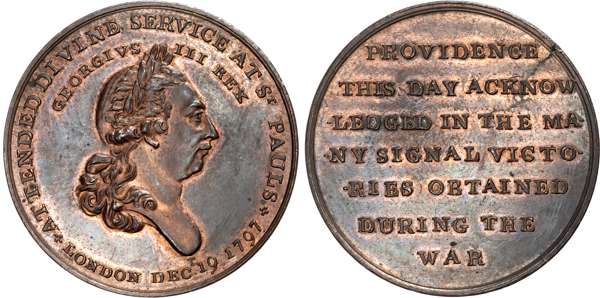 ATTENDED DIVINE SERVICE AT ST PAULS
GEORGIVS III REX
LONDON DEC. 19 1797.
PROVIDENCE
THIS DAY ACKNOW
·LEDGED IN THE MA·
·NY SIGNAL VICTO·
·RIES OBTAINED
DURING THE
WAR